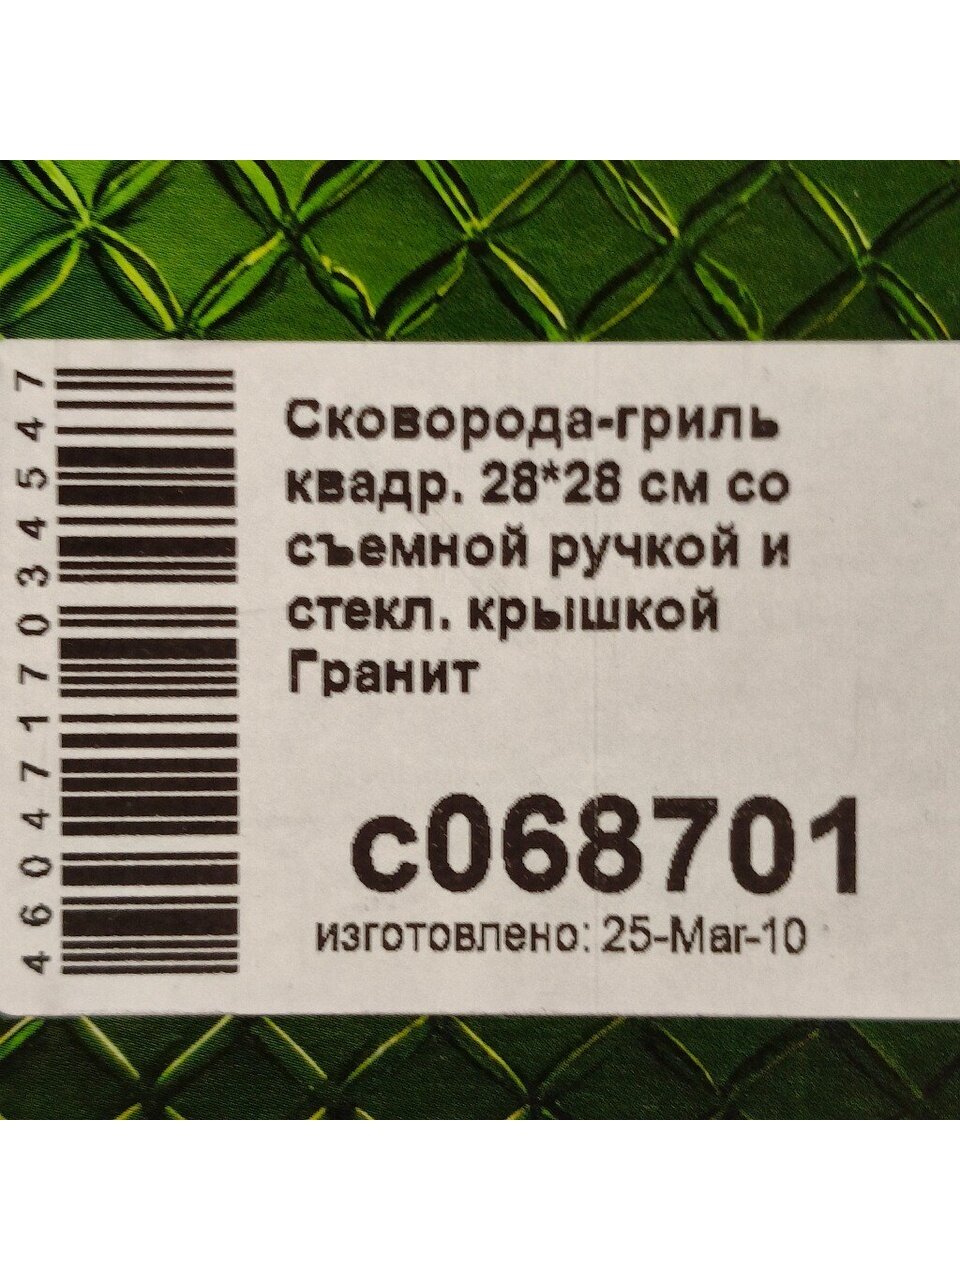 Сковорода-гриль
квадр. 28*28 см со
съемной ручкой и
стекл. крышкой
Гранит
с068701
изготовлено: 25-Mar-10
4604717034547